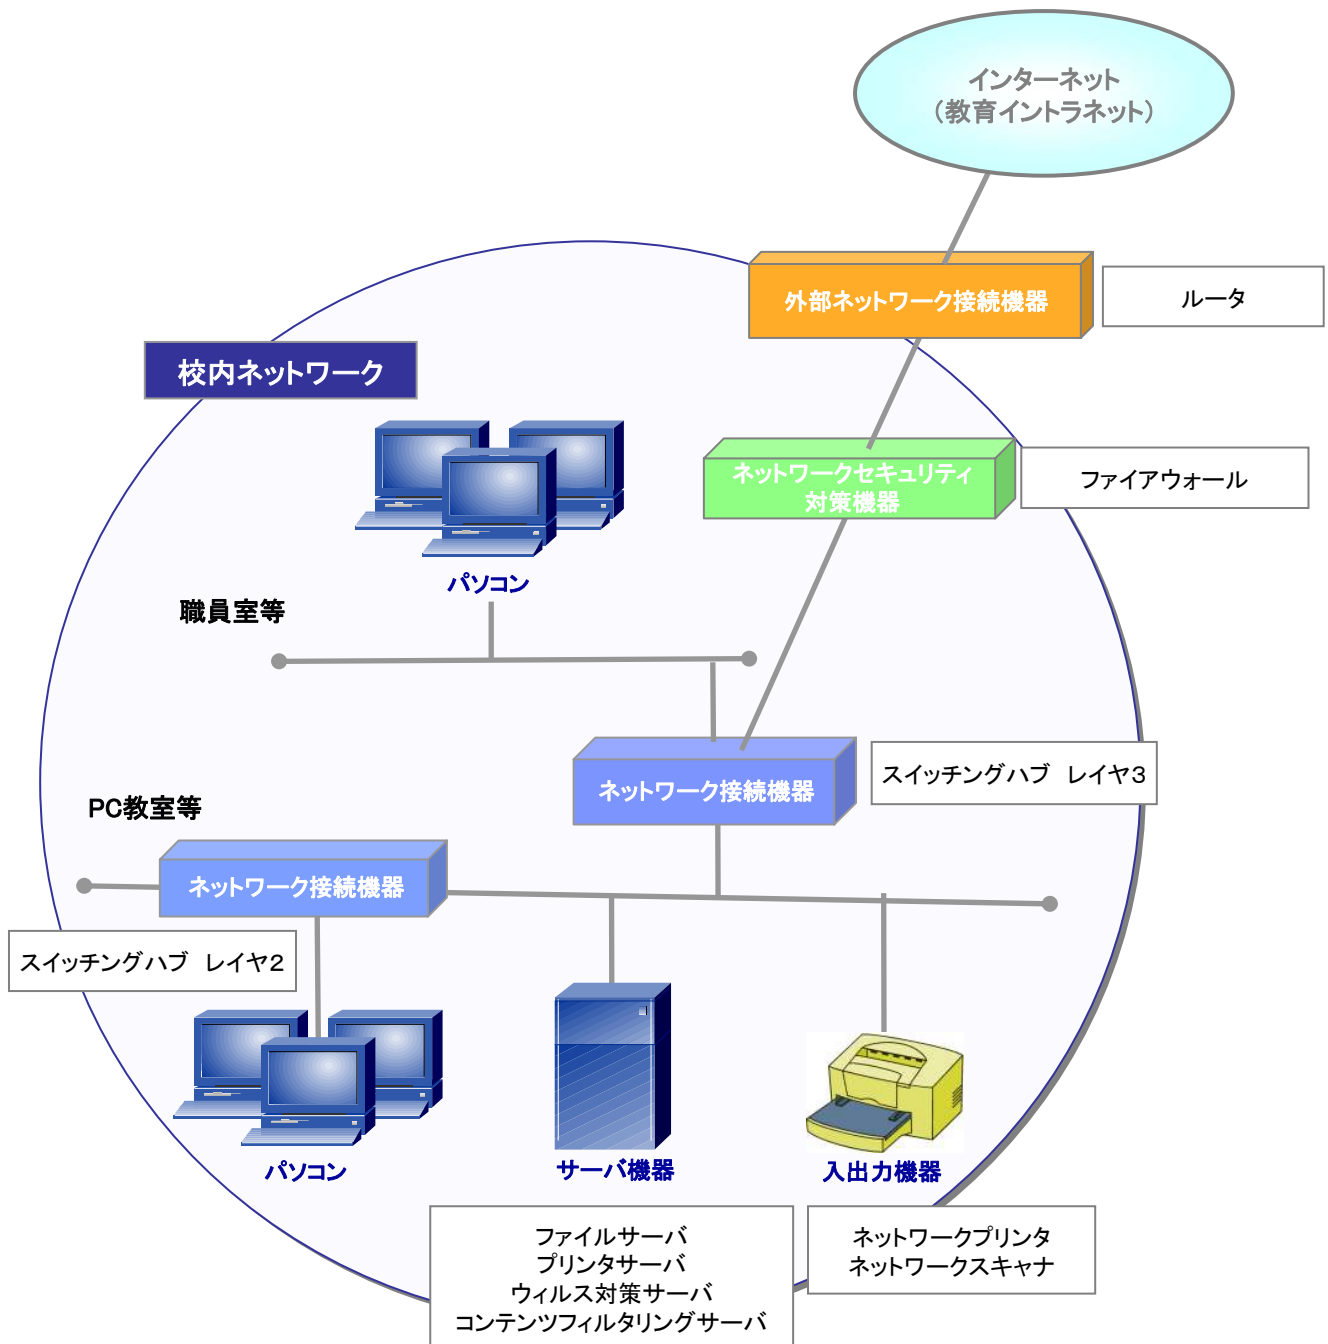 インターネット
（教育イントラネット）
外部ネットワーク接続機器
ルータ
校内ネットワーク
ネットワークセキュリティ
対策機器
ファイアウォール
パソコン
職員室等
ネットワーク接続機器
スイッチングハブ　レイヤ３
PC教室等
ネットワーク接続機器
スイッチングハブ　レイヤ２
パソコン
サーバ機器
入出力機器
ファイルサーバ
プリンタサーバ
ウィルス対策サーバ
コンテンツフィルタリングサーバ
ネットワークプリンタ
ネットワークスキャナ